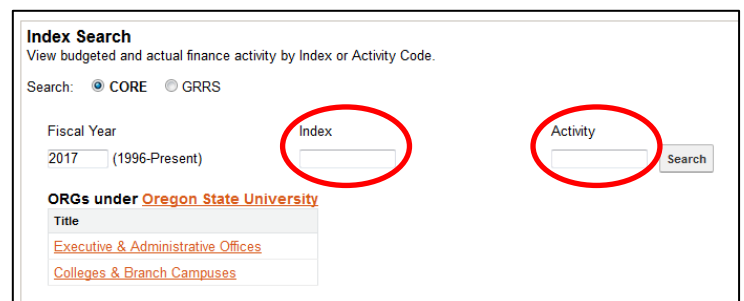 Index Search
View budgeted and actual finance activity by Index or Activity Code.
Search: CORE GRRS
Fiscal Year Index Activity
2017 (1996-Present) Search
ORGs under Oregon State University
Title
Executive & Administrative Offices
Colleges & Branch Campuses